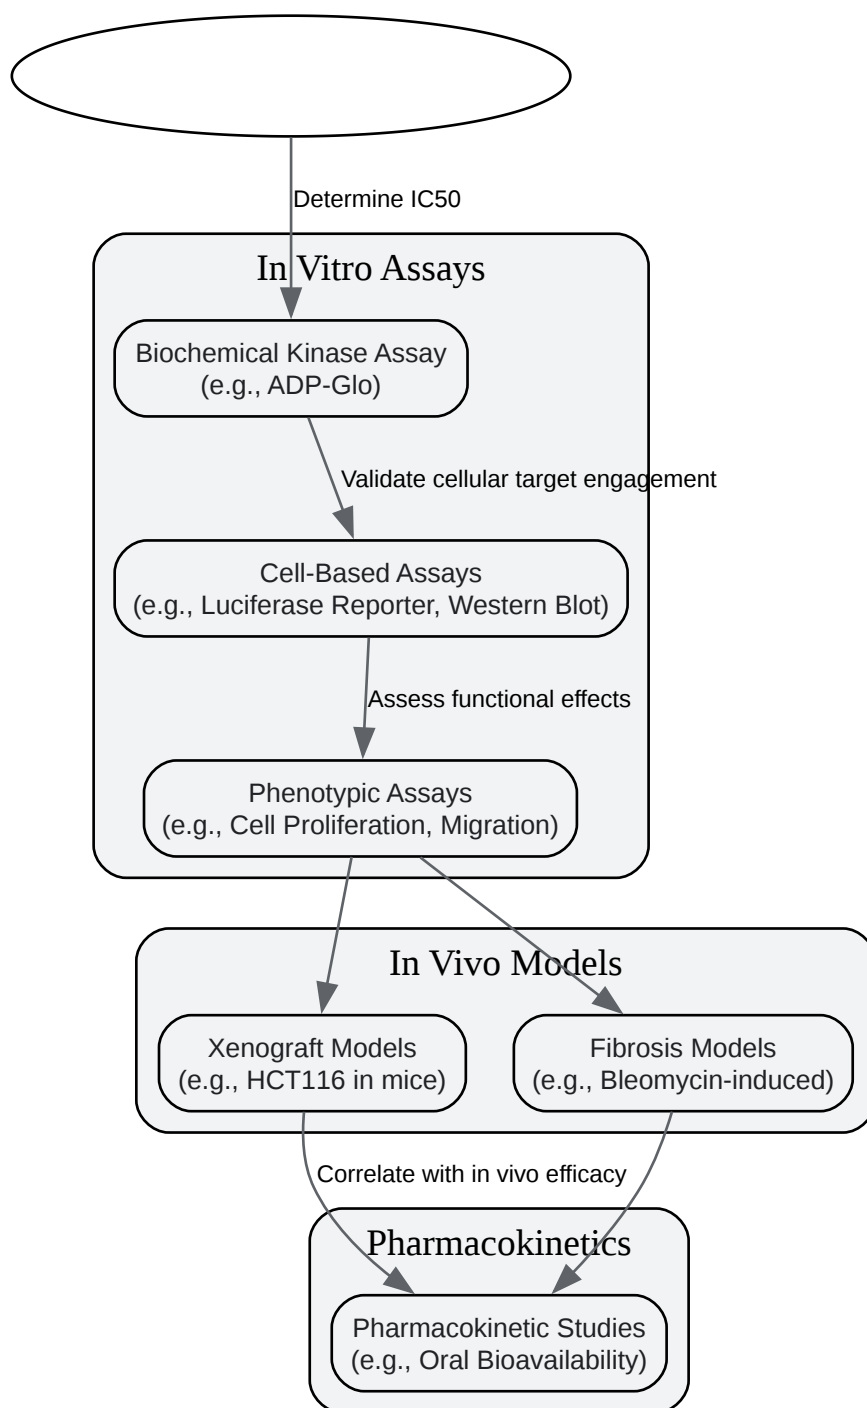 Determine IC50
In Vitro Assays
Biochemical Kinase Assay
(e.g., ADP-Glo)
Validate cellular target engagement
Cell-Based Assays
(e.g., Luciferase Reporter, Western Blot)
Assess functional effects
Phenotypic Assays
(e.g., Cell Proliferation, Migration)
In Vivo Models
Xenograft Models
(e.g., HCT116 in mice)
Fibrosis Models
(e.g., Bleomycin-induced)
Correlate with in vivo efficacy
Pharmacokinetics
Pharmacokinetic Studies
(e.g., Oral Bioavailability)